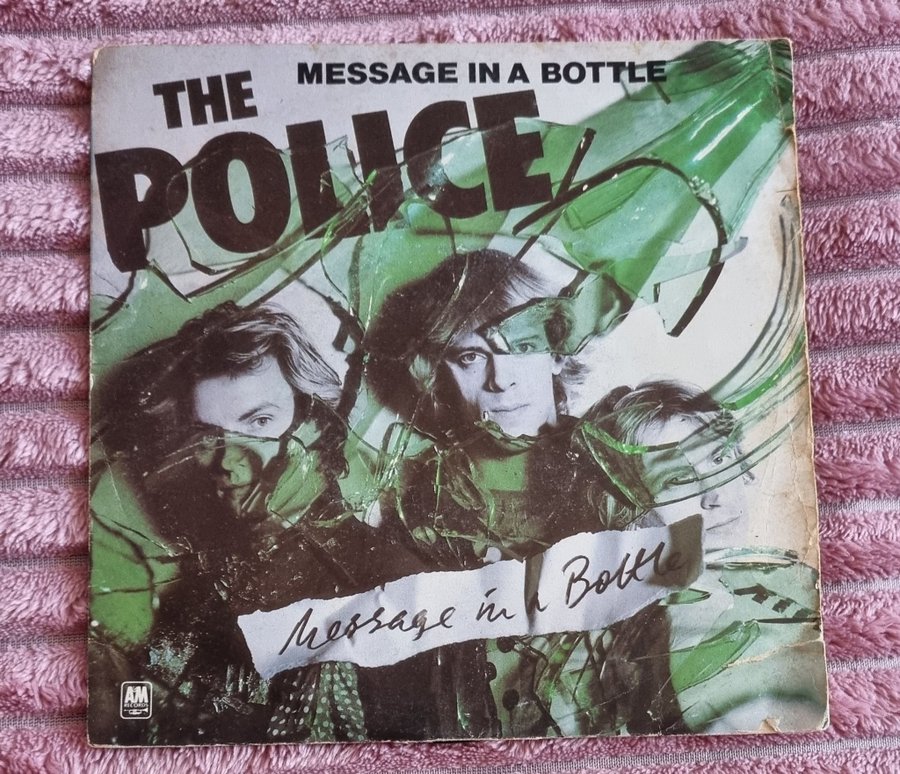 MESSAGE IN A BOTTLE
THE
POLICE
Message in a Bottle
A&M
RECORDS